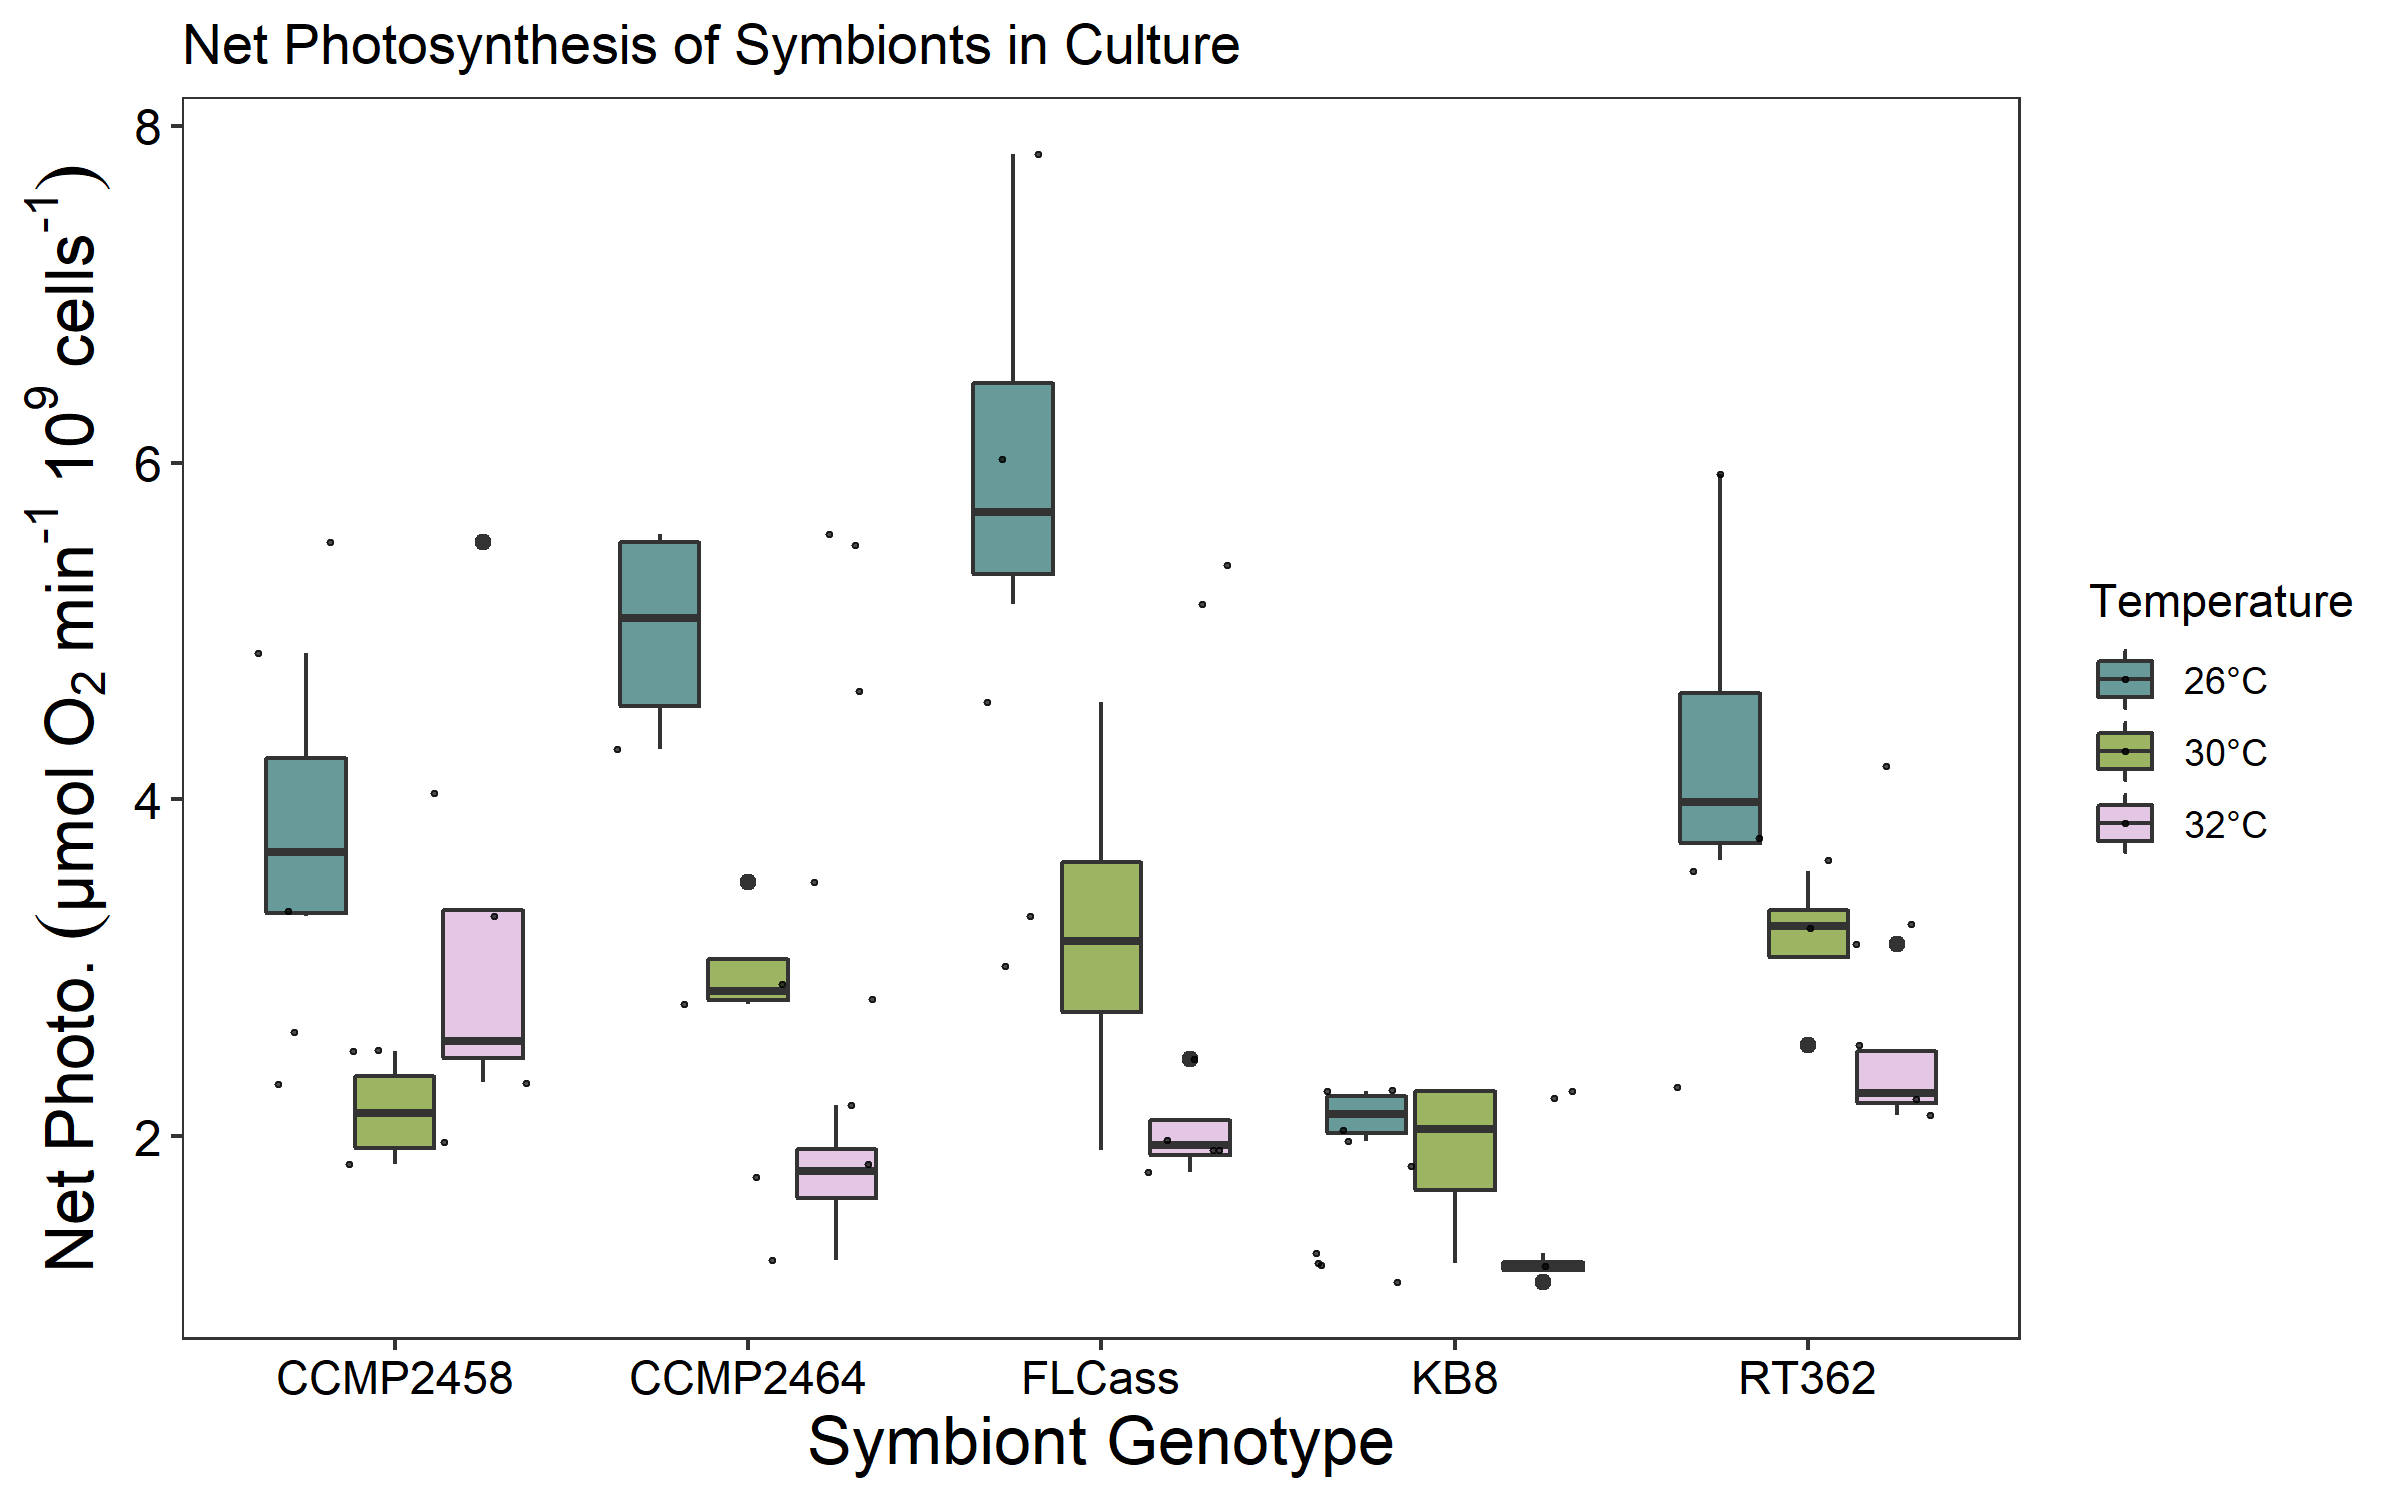 Net Photosynthesis of Symbionts in Culture
Net Photo. (µmol O₂ min⁻¹ 10⁹ cells⁻¹)
8
6
4
2
CCMP2458 CCMP2464 FLCass KB8 RT362
Symbiont Genotype
Temperature
26°C
30°C
32°C